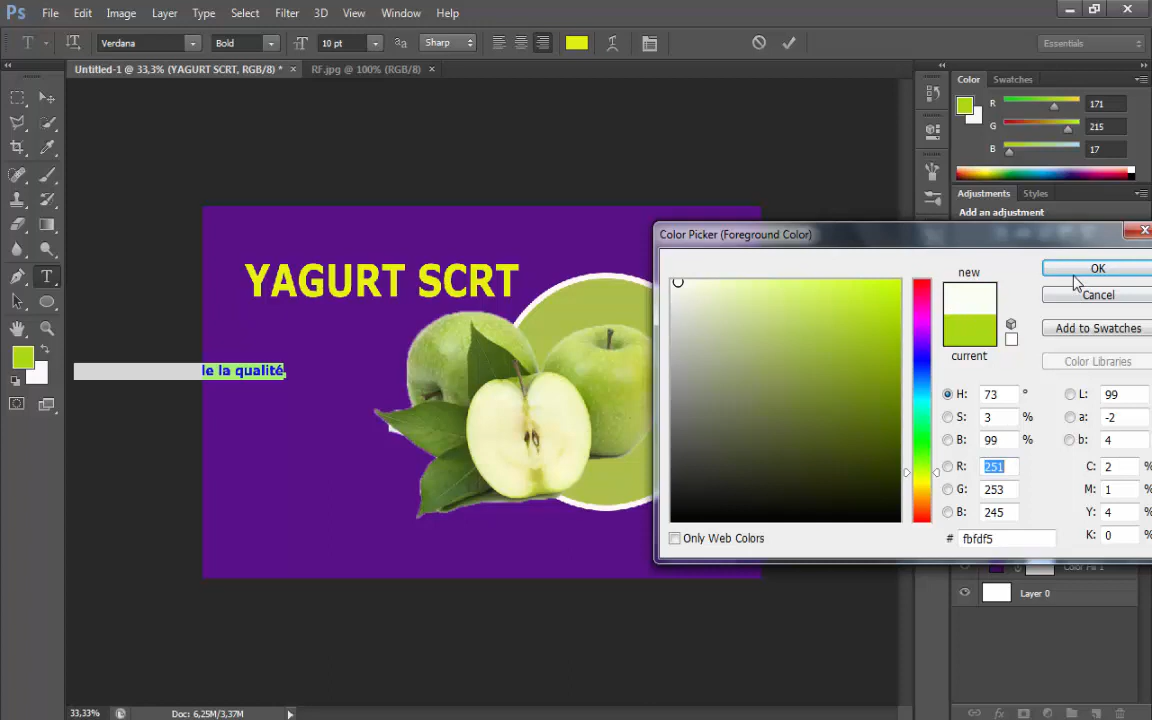 Ps File Edit Image Layer Type Select Filter 3D View Window Help
T Verdana Bold 10 pt Sharp Essentials
Untitled-1 @ 33,3% (YAGURT SCRT, RGB/8) * × RF.jpg @ 100% (RGB/8) ×
Color Swatches
R 171
G 215
B 17
Adjustments Styles
Add an adjustment
Color Picker (Foreground Color)
new
OK
Cancel
Add to Swatches
current
Color Libraries
H: 73 ° L: 99
S: 3 % a: -2
B: 99 % b: 4
R: 251 C: 2 %
G: 253 M: 1 %
B: 245 Y: 4 %
# fbfdf5 K: 0 %
Only Web Colors
YAGURT SCRT
le la qualité
Color Fill 1
Layer 0
33,33% Doc: 6,25M/3,37M